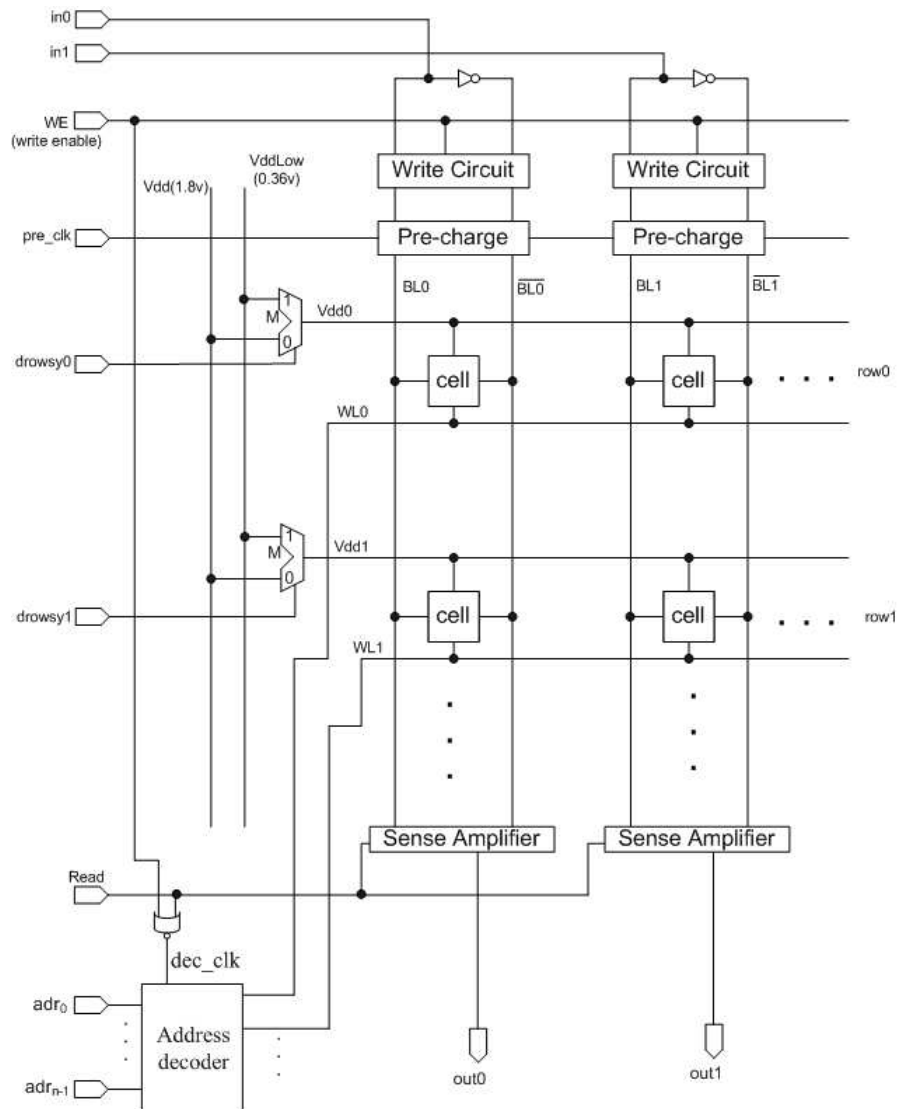 in0
in1
WE
(write enable)
VddLow
(0.36v)
Vdd(1.8v)
Write Circuit
Write Circuit
pre_clk
Pre-charge
Pre-charge
BL0
BL0
BL1
BL1
1
M
0
Vdd0
drowsy0
cell
cell
row0
WL0
1
M
0
Vdd1
drowsy1
cell
cell
row1
WL1
Sense Amplifier
Sense Amplifier
Read
dec_clk
adr0
Address
decoder
adrn-1
out0
out1